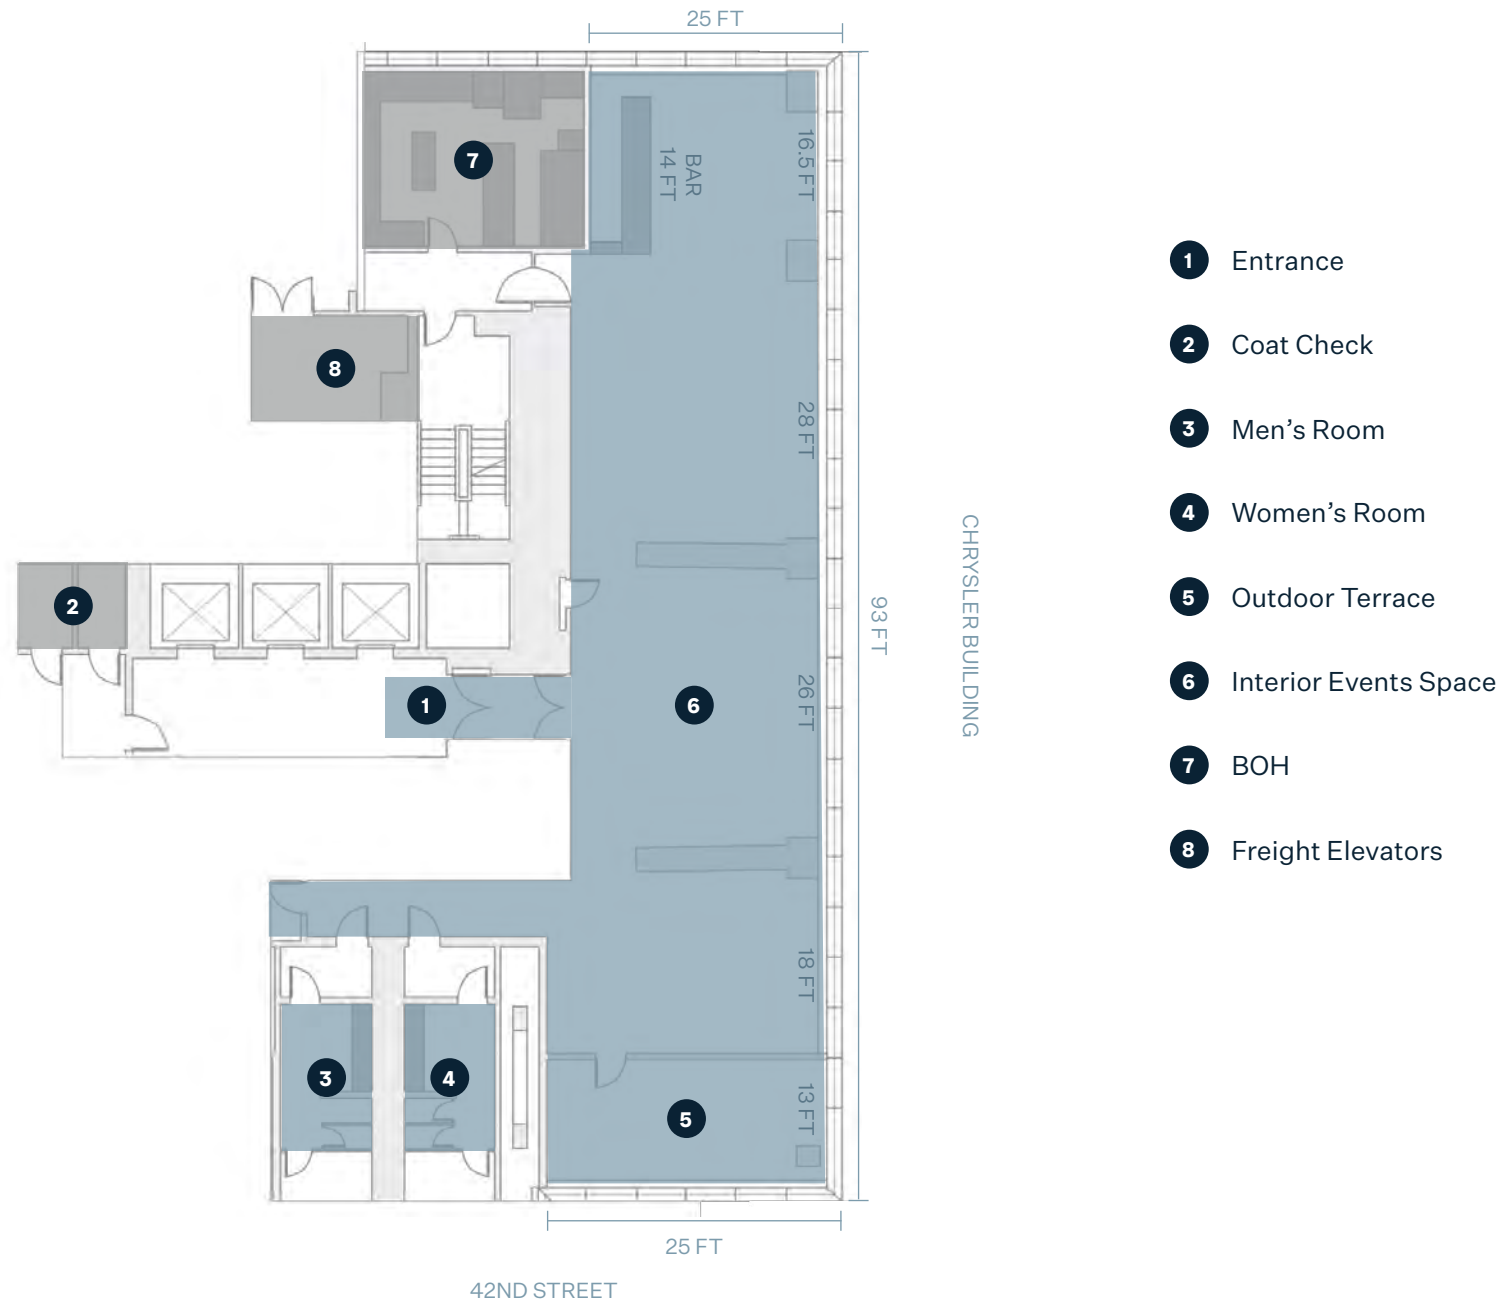 25 FT
7
BAR
14 FT
16.5 FT
8
28 FT
CHRYSLER BUILDING
93 FT
2
1
6
26 FT
18 FT
3
4
5
13 FT
25 FT
42ND STREET
1 Entrance
2 Coat Check
3 Men’s Room
4 Women’s Room
5 Outdoor Terrace
6 Interior Events Space
7 BOH
8 Freight Elevators